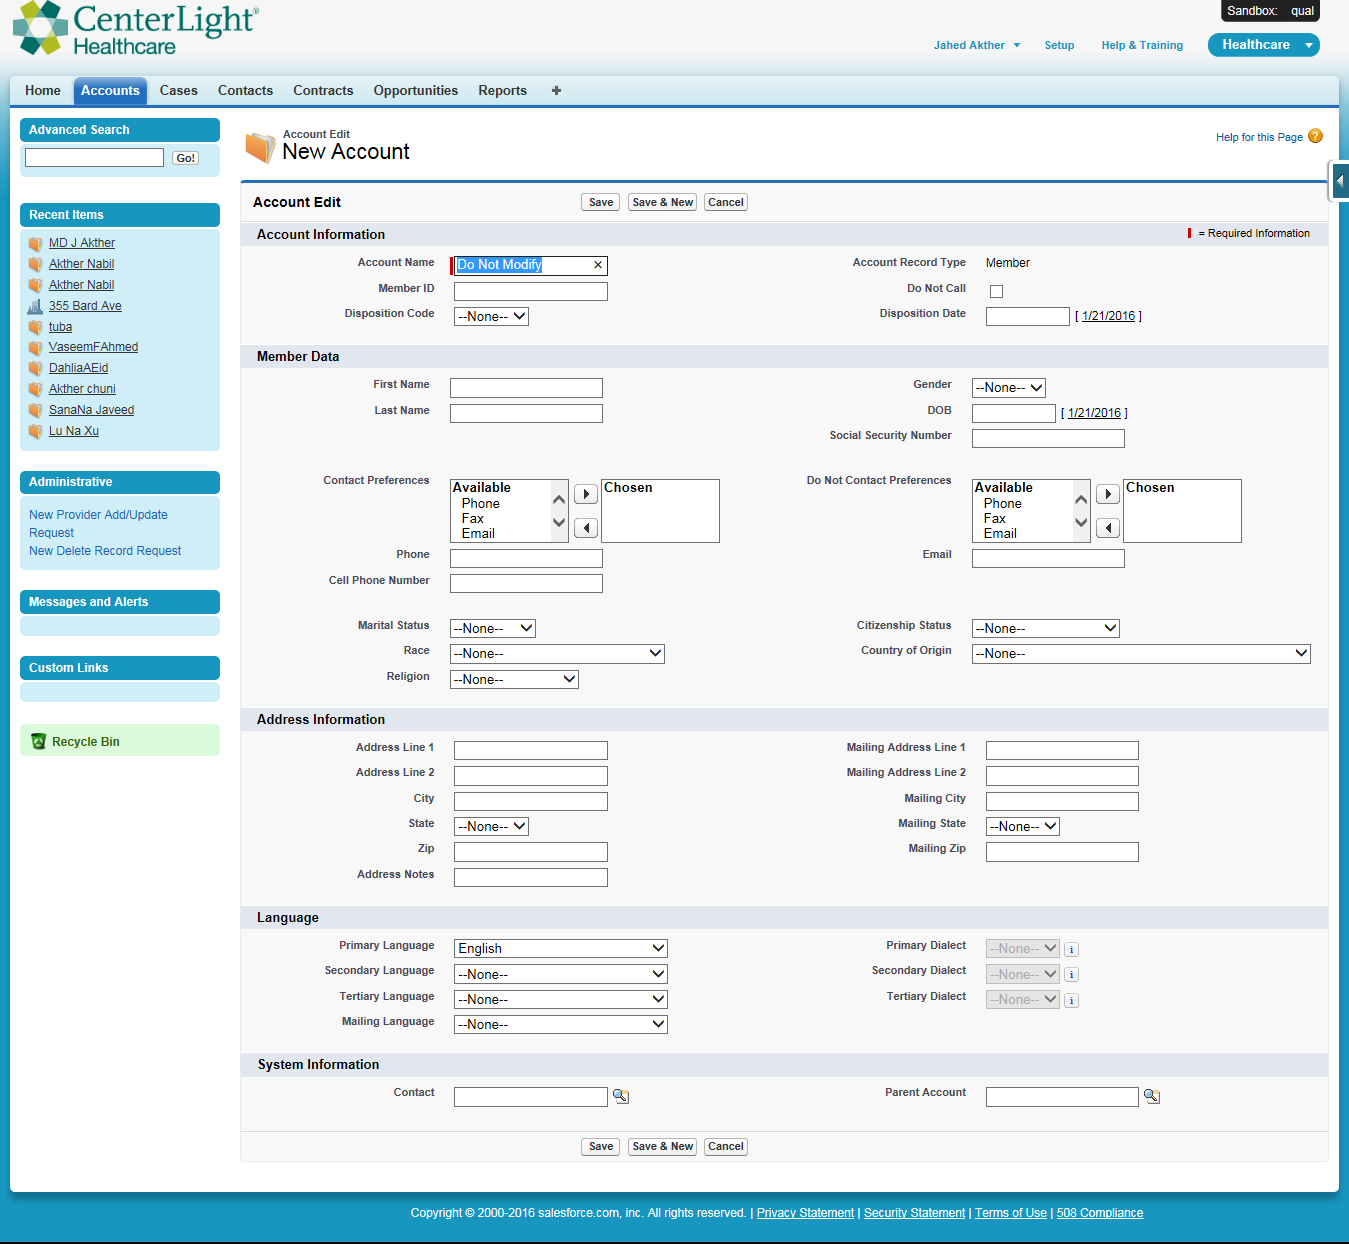 CenterLight®
Healthcare
Sandbox: qual
Jahed Akther Setup Help & Training Healthcare
Home Accounts Cases Contacts Contracts Opportunities Reports +
Advanced Search
Go!
Recent Items
MD J Akther
Akther Nabil
Akther Nabil
355 Bard Ave
tuba
VaseemFAhmed
DahliaAEid
Akther chuni
SanaNa Javeed
Lu Na Xu
Administrative
New Provider Add/Update
Request
New Delete Record Request
Messages and Alerts
Custom Links
Recycle Bin
Account Edit
New Account
Help for this Page ?
Account Edit Save Save & New Cancel
Account Information = Required Information
Account Name Do Not Modify Account Record Type Member
Member ID Do Not Call
Disposition Code --None-- Disposition Date [ 1/21/2016 ]
Member Data
First Name Gender --None--
Last Name DOB [ 1/21/2016 ]
Social Security Number
Contact Preferences Available Chosen Do Not Contact Preferences Available Chosen
Phone Phone
Fax Fax
Email Email
Phone Email
Cell Phone Number
Marital Status --None-- Citizenship Status --None--
Race --None-- Country of Origin --None--
Religion --None--
Address Information
Address Line 1 Mailing Address Line 1
Address Line 2 Mailing Address Line 2
City Mailing City
State --None-- Mailing State --None--
Zip Mailing Zip
Address Notes
Language
Primary Language English Primary Dialect --None-- i
Secondary Language --None-- Secondary Dialect --None-- i
Tertiary Language --None-- Tertiary Dialect --None-- i
Mailing Language --None--
System Information
Contact Parent Account
Save Save & New Cancel
Copyright © 2000-2016 salesforce.com, inc. All rights reserved. | Privacy Statement | Security Statement | Terms of Use | 508 Compliance